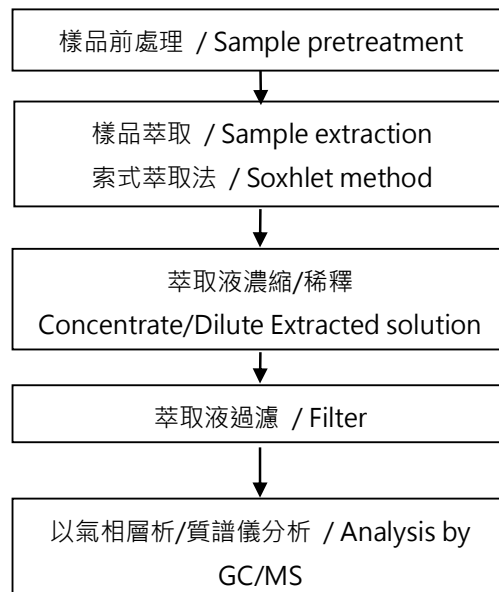 樣品前處理 / Sample pretreatment
樣品萃取 / Sample extraction
索式萃取法 / Soxhlet method
萃取液濃縮/稀釋
Concentrate/Dilute Extracted solution
萃取液過濾 / Filter
以氣相層析/質譜儀分析 / Analysis by
GC/MS